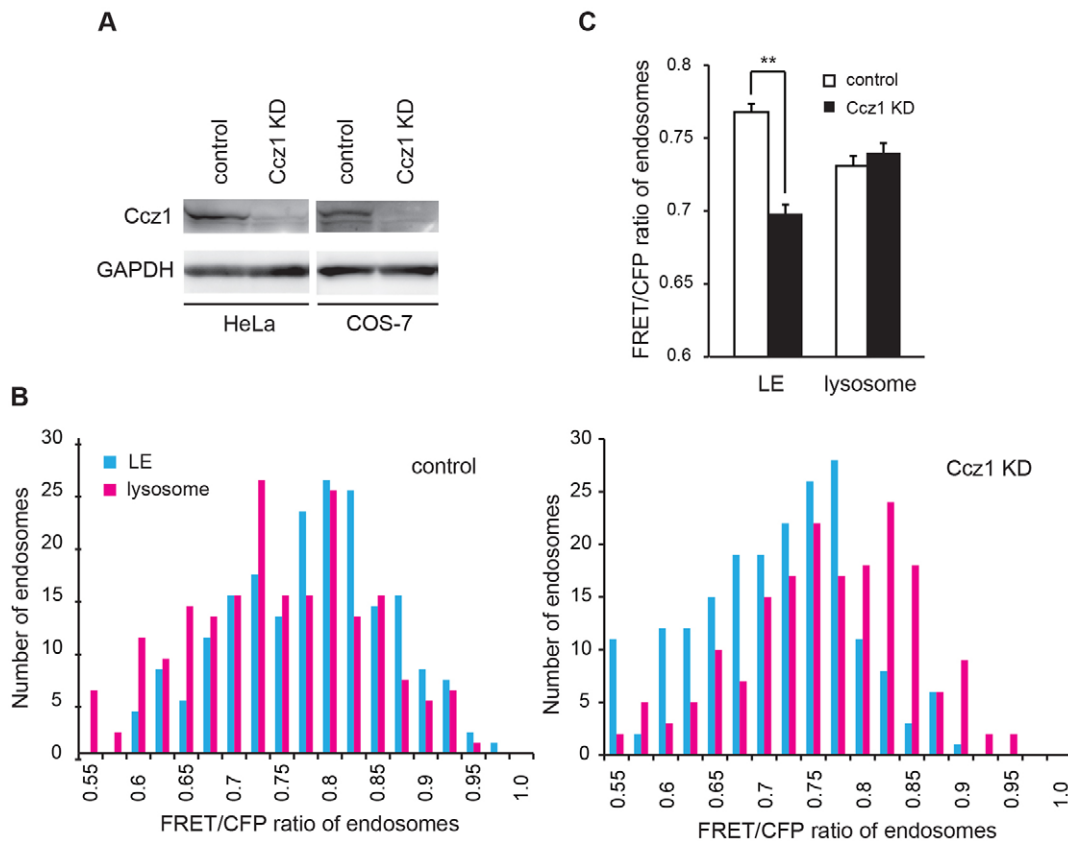 A
control
Ccz1 KD
control
Ccz1 KD
Ccz1
GAPDH
HeLa
COS-7
C
FRET/CFP ratio of endosomes
0.8
0.75
0.7
0.65
0.6
**
control
Ccz1 KD
LE
lysosome
B
Number of endosomes
30
25
20
15
10
5
0
LE
lysosome
control
0.55
0.6
0.65
0.7
0.75
0.8
0.85
0.9
0.95
1.0
FRET/CFP ratio of endosomes
Number of endosomes
30
25
20
15
10
5
0
Ccz1 KD
0.55
0.6
0.65
0.7
0.75
0.8
0.85
0.9
0.95
1.0
FRET/CFP ratio of endosomes